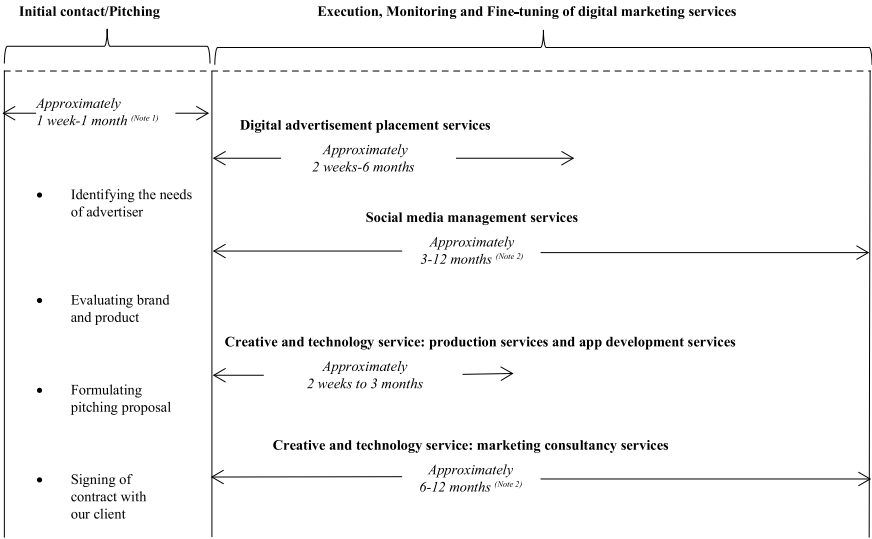 Initial contact/Pitching
Execution, Monitoring and Fine-tuning of digital marketing services
Approximately
1 week-1 month (Note 1)
• Identifying the needs
of advertiser
• Evaluating brand
and product
• Formulating
pitching proposal
• Signing of
contract with
our client
Digital advertisement placement services
Approximately
2 weeks-6 months
Social media management services
Approximately
3-12 months (Note 2)
Creative and technology service: production services and app development services
Approximately
2 weeks to 3 months
Creative and technology service: marketing consultancy services
Approximately
6-12 months (Note 2)